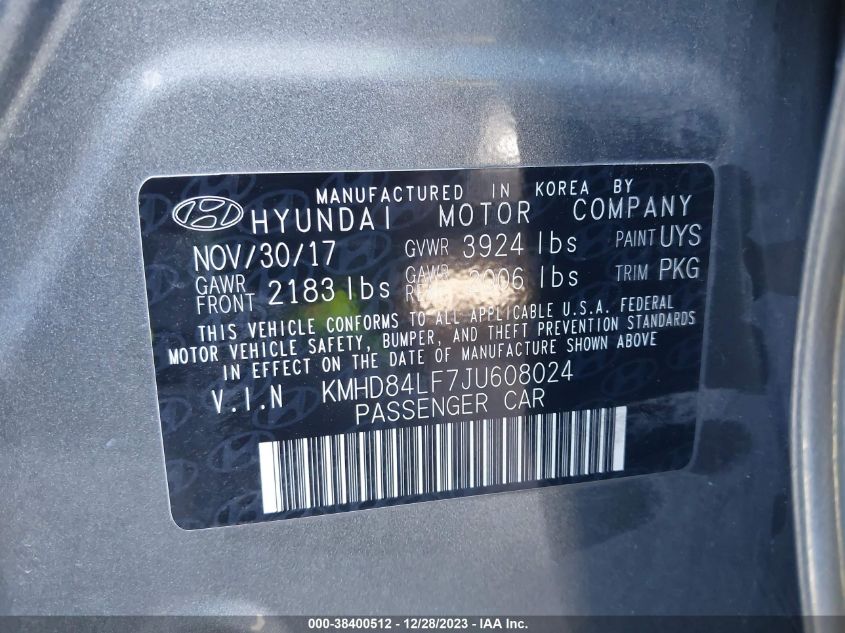 MANUFACTURED IN KOREA BY
HYUNDAI MOTOR COMPANY
NOV/30/17 GVWR 3924 lbs PAINT UYS
GAWR FRONT 2183 lbs GAWR 2006 lbs TRIM PKG
THIS VEHICLE CONFORMS TO ALL APPLICABLE U.S.A. FEDERAL
MOTOR VEHICLE SAFETY, BUMPER, AND THEFT PREVENTION STANDARDS
IN EFFECT ON THE DATE OF MANUFACTURE SHOWN ABOVE
V.I.N KMHD84LF7JU608024
PASSENGER CAR
000-38400512 - 12/28/2023 - IAA Inc.